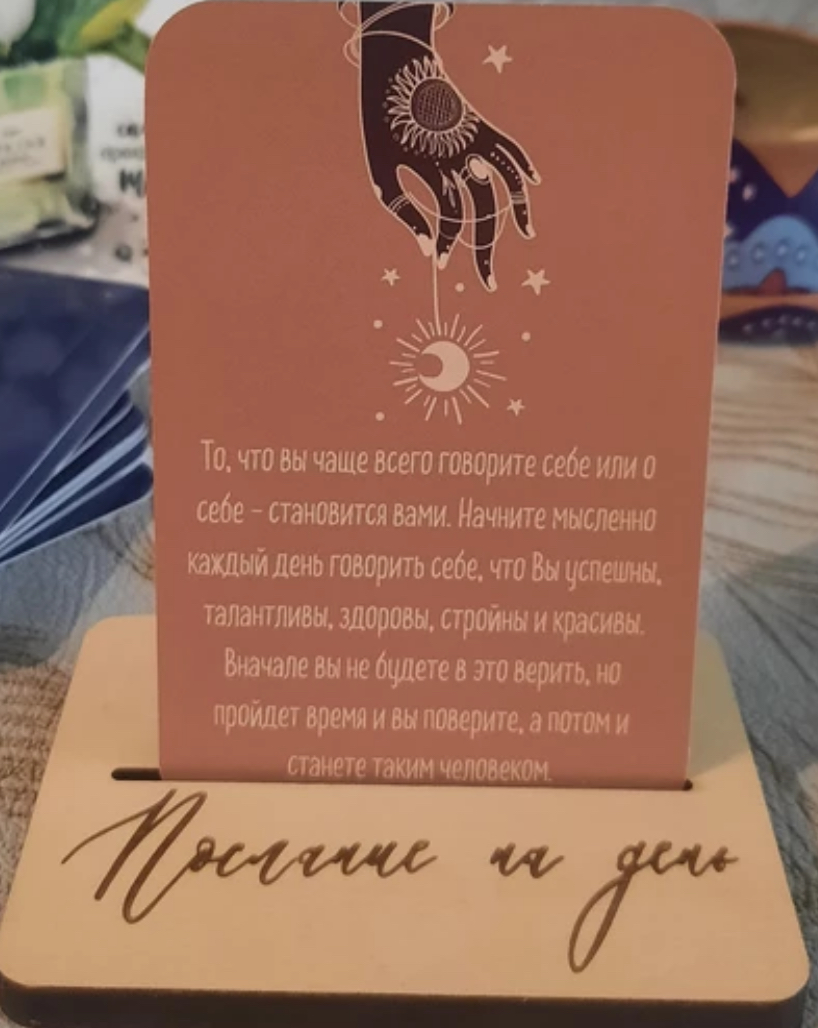 То, что вы чаще всего говорите себе или о
себе – становится вами. Начните мысленно
каждый день говорить себе, что Вы успешны,
талантливы, здоровы, стройны и красивы.
Вначале вы не будете в это верить, но
пройдет время и вы поверите, а потом и
станете таким человеком.
Послание на день